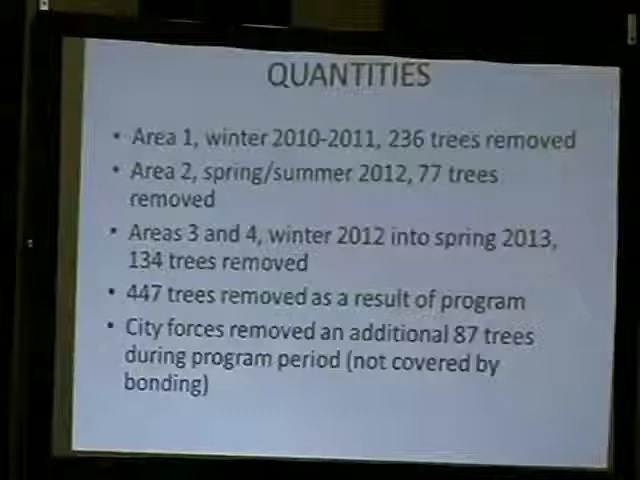 QUANTITIES
• Area 1, winter 2010-2011, 236 trees removed
• Area 2, spring/summer 2012, 77 trees
removed
• Areas 3 and 4, winter 2012 into spring 2013,
134 trees removed
• 447 trees removed as a result of program
• City forces removed an additional 87 trees
during program period (not covered by
bonding)